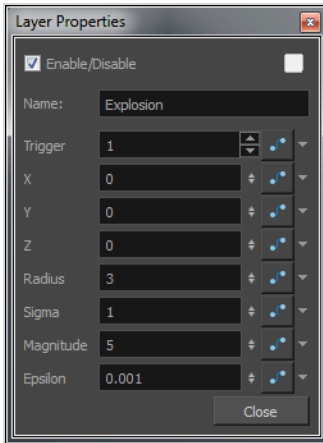 Layer Properties
Enable/Disable
Name: Explosion
Trigger 1
X 0
Y 0
Z 0
Radius 3
Sigma 1
Magnitude 5
Epsilon 0.001
Close